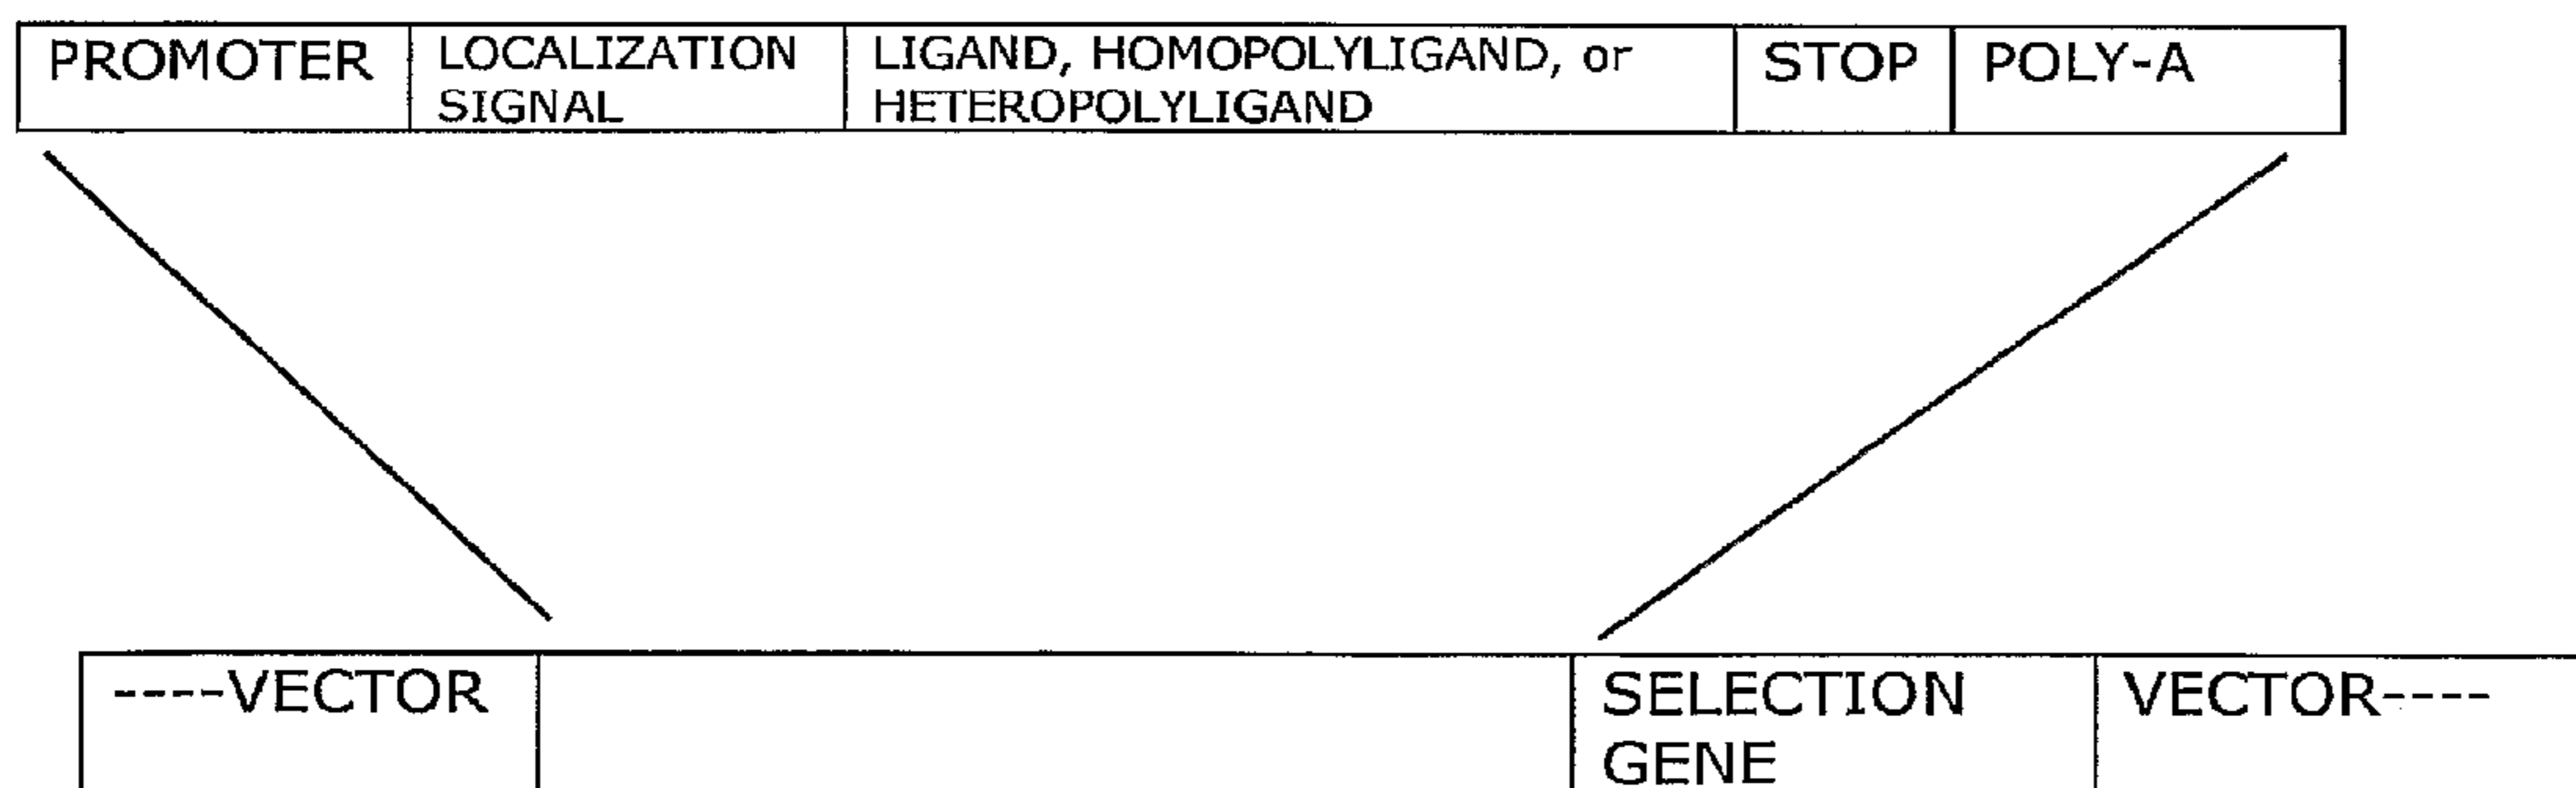 PROMOTER
LOCALIZATION
SIGNAL
LIGAND, HOMOPOLYLIGAND, or
HETEROPOLYLIGAND
STOP
POLY-A
----VECTOR
SELECTION
GENE
VECTOR----